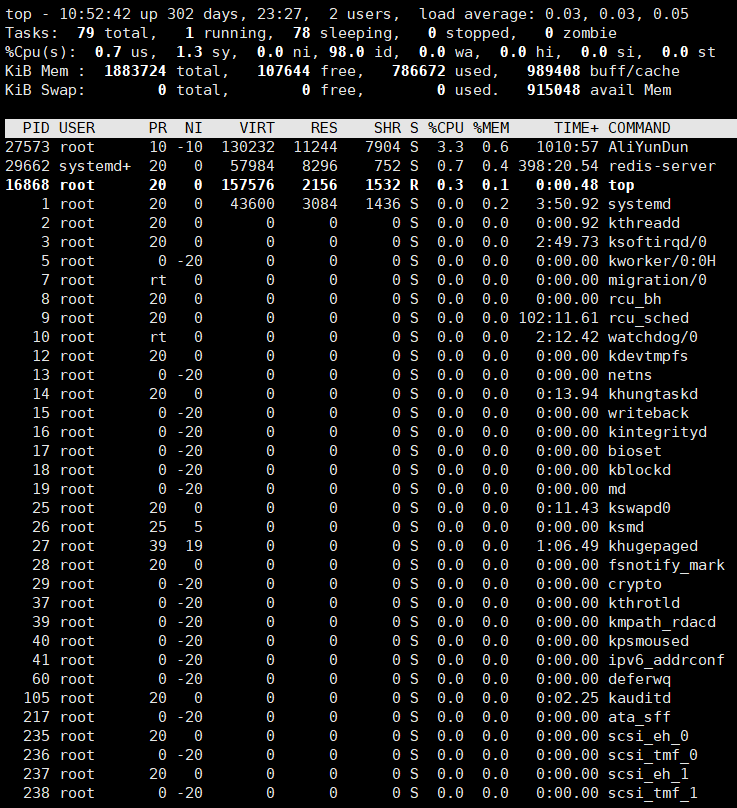 top - 10:52:42 up 302 days, 23:27,  2 users,  load average: 0.03, 0.03, 0.05
Tasks:  79 total,   1 running,  78 sleeping,   0 stopped,   0 zombie
%Cpu(s):  0.7 us,  1.3 sy,  0.0 ni, 98.0 id,  0.0 wa,  0.0 hi,  0.0 si,  0.0 st
KiB Mem :  1883724 total,   107644 free,   786672 used,   989408 buff/cache
KiB Swap:        0 total,        0 free,        0 used.   915048 avail Mem
PID USER      PR  NI    VIRT    RES    SHR S %CPU %MEM     TIME+ COMMAND
27573 root      10 -10  130232  11244   7904 S  3.3  0.6   1010:57 AliYunDun
29662 systemd+  20   0   57984   8296    752 S  0.7  0.4 398:20.54 redis-server
16868 root      20   0  157576   2156   1532 R  0.3  0.1   0:00.48 top
1 root      20   0   43600   3084   1436 S  0.0  0.2   3:50.92 systemd
2 root      20   0       0      0      0 S  0.0  0.0   0:00.92 kthreadd
3 root      20   0       0      0      0 S  0.0  0.0   2:49.73 ksoftirqd/0
5 root       0 -20       0      0      0 S  0.0  0.0   0:00.00 kworker/0:0H
7 root      rt   0       0      0      0 S  0.0  0.0   0:00.00 migration/0
8 root      20   0       0      0      0 S  0.0  0.0   0:00.00 rcu_bh
9 root      20   0       0      0      0 S  0.0  0.0 102:11.61 rcu_sched
10 root      rt   0       0      0      0 S  0.0  0.0   2:12.42 watchdog/0
12 root      20   0       0      0      0 S  0.0  0.0   0:00.00 kdevtmpfs
13 root       0 -20       0      0      0 S  0.0  0.0   0:00.00 netns
14 root      20   0       0      0      0 S  0.0  0.0   0:13.94 khungtaskd
15 root       0 -20       0      0      0 S  0.0  0.0   0:00.00 writeback
16 root       0 -20       0      0      0 S  0.0  0.0   0:00.00 kintegrityd
17 root       0 -20       0      0      0 S  0.0  0.0   0:00.00 bioset
18 root       0 -20       0      0      0 S  0.0  0.0   0:00.00 kblockd
19 root       0 -20       0      0      0 S  0.0  0.0   0:00.00 md
25 root      20   0       0      0      0 S  0.0  0.0   0:11.43 kswapd0
26 root      25   5       0      0      0 S  0.0  0.0   0:00.00 ksmd
27 root      39  19       0      0      0 S  0.0  0.0   1:06.49 khugepaged
28 root      20   0       0      0      0 S  0.0  0.0   0:00.00 fsnotify_mark
29 root       0 -20       0      0      0 S  0.0  0.0   0:00.00 crypto
37 root       0 -20       0      0      0 S  0.0  0.0   0:00.00 kthrotld
39 root       0 -20       0      0      0 S  0.0  0.0   0:00.00 kmpath_rdacd
40 root       0 -20       0      0      0 S  0.0  0.0   0:00.00 kpsmoused
41 root       0 -20       0      0      0 S  0.0  0.0   0:00.00 ipv6_addrconf
60 root       0 -20       0      0      0 S  0.0  0.0   0:00.00 deferwq
105 root      20   0       0      0      0 S  0.0  0.0   0:02.25 kauditd
217 root       0 -20       0      0      0 S  0.0  0.0   0:00.00 ata_sff
235 root      20   0       0      0      0 S  0.0  0.0   0:00.00 scsi_eh_0
236 root       0 -20       0      0      0 S  0.0  0.0   0:00.00 scsi_tmf_0
237 root      20   0       0      0      0 S  0.0  0.0   0:00.00 scsi_eh_1
238 root       0 -20       0      0      0 S  0.0  0.0   0:00.00 scsi_tmf_1